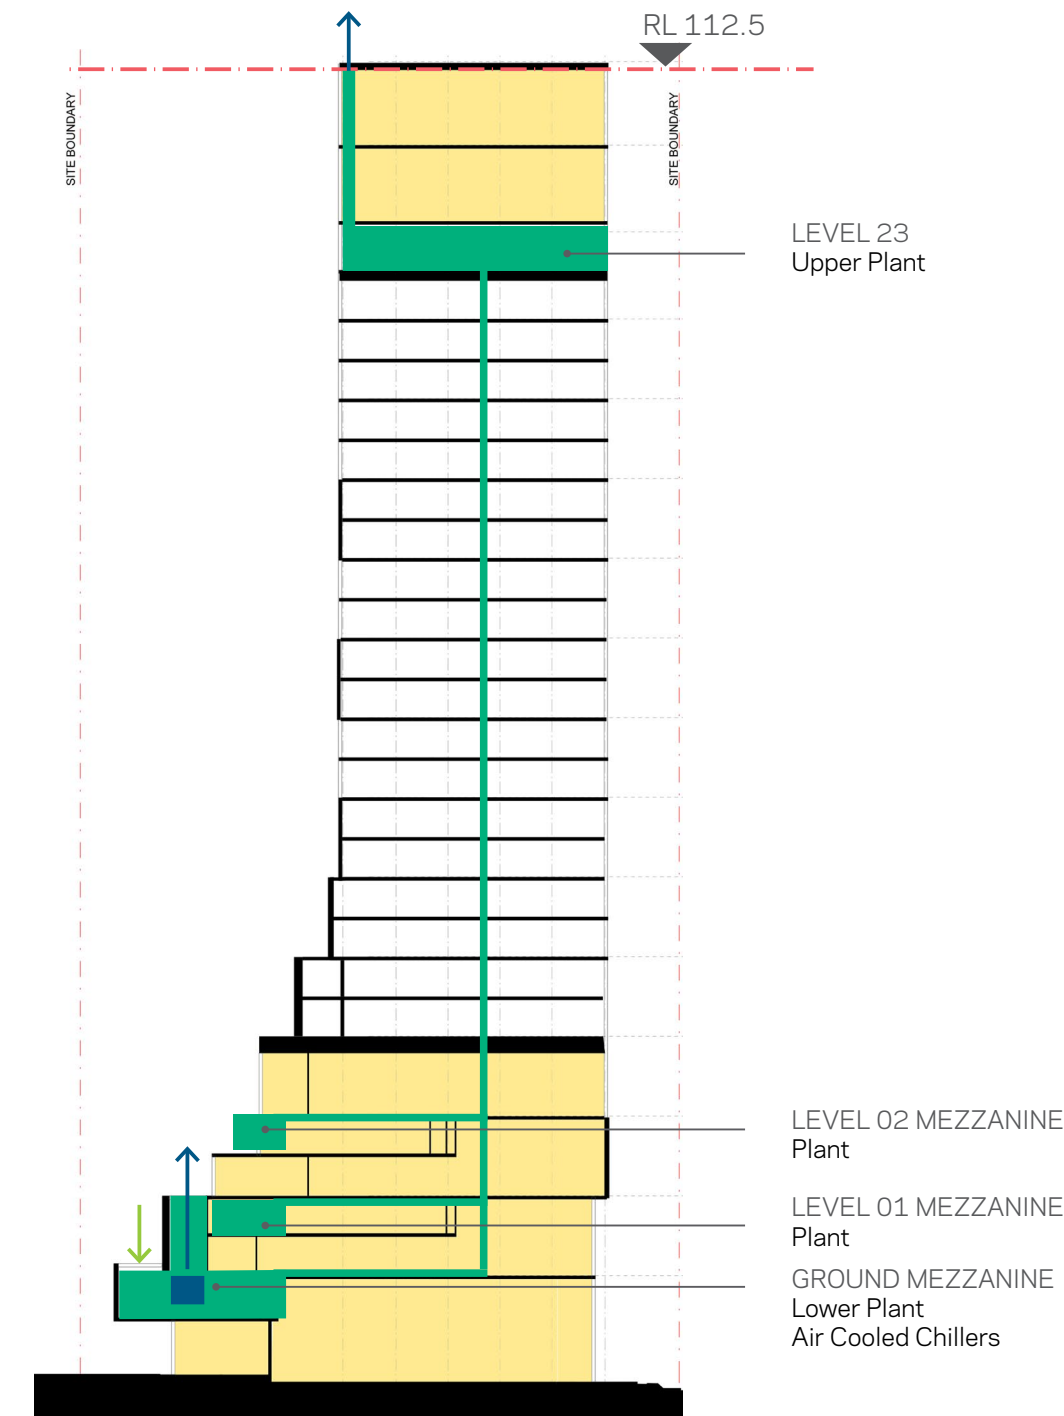 RL 112.5
SITE BOUNDARY
SITE BOUNDARY
LEVEL 23
Upper Plant
LEVEL 02 MEZZANINE
Plant
LEVEL 01 MEZZANINE
Plant
GROUND MEZZANINE
Lower Plant
Air Cooled Chillers